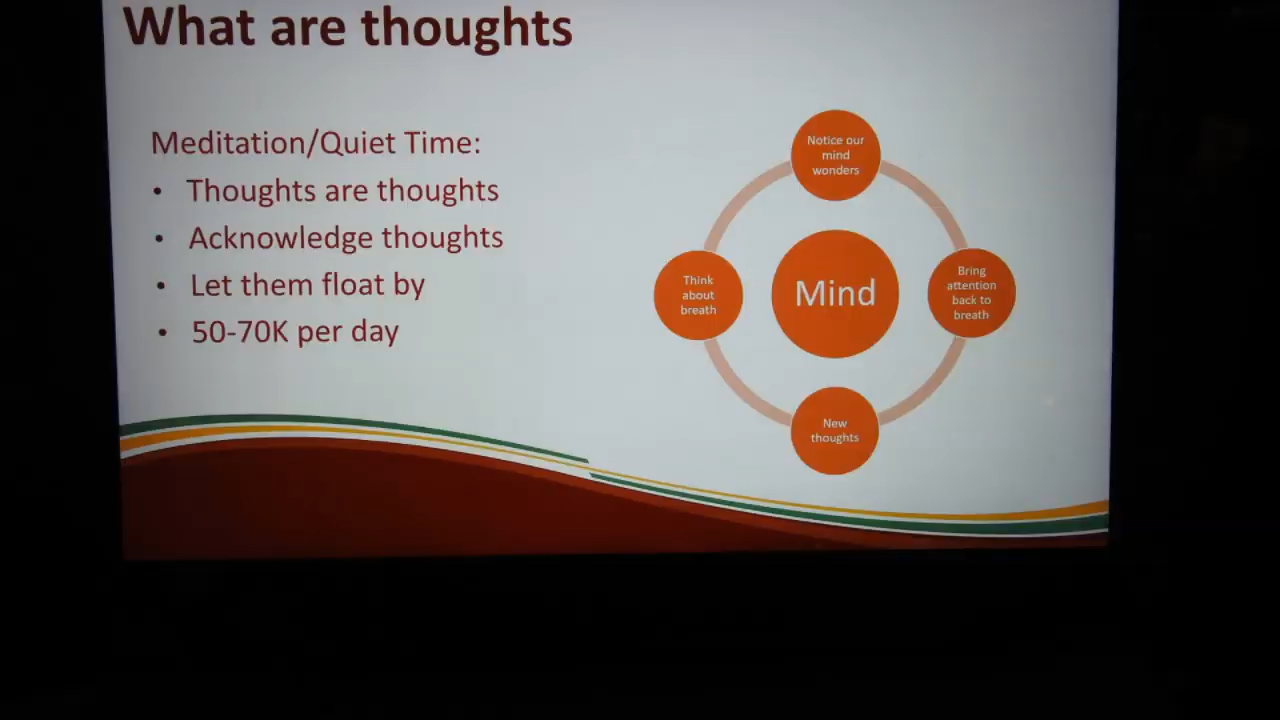 What are thoughts
Meditation/Quiet Time:
• Thoughts are thoughts
• Acknowledge thoughts
• Let them float by
• 50-70K per day
Notice our
mind
wonders
Bring
attention
back to
breath
New
thoughts
Think
about
breath
Mind